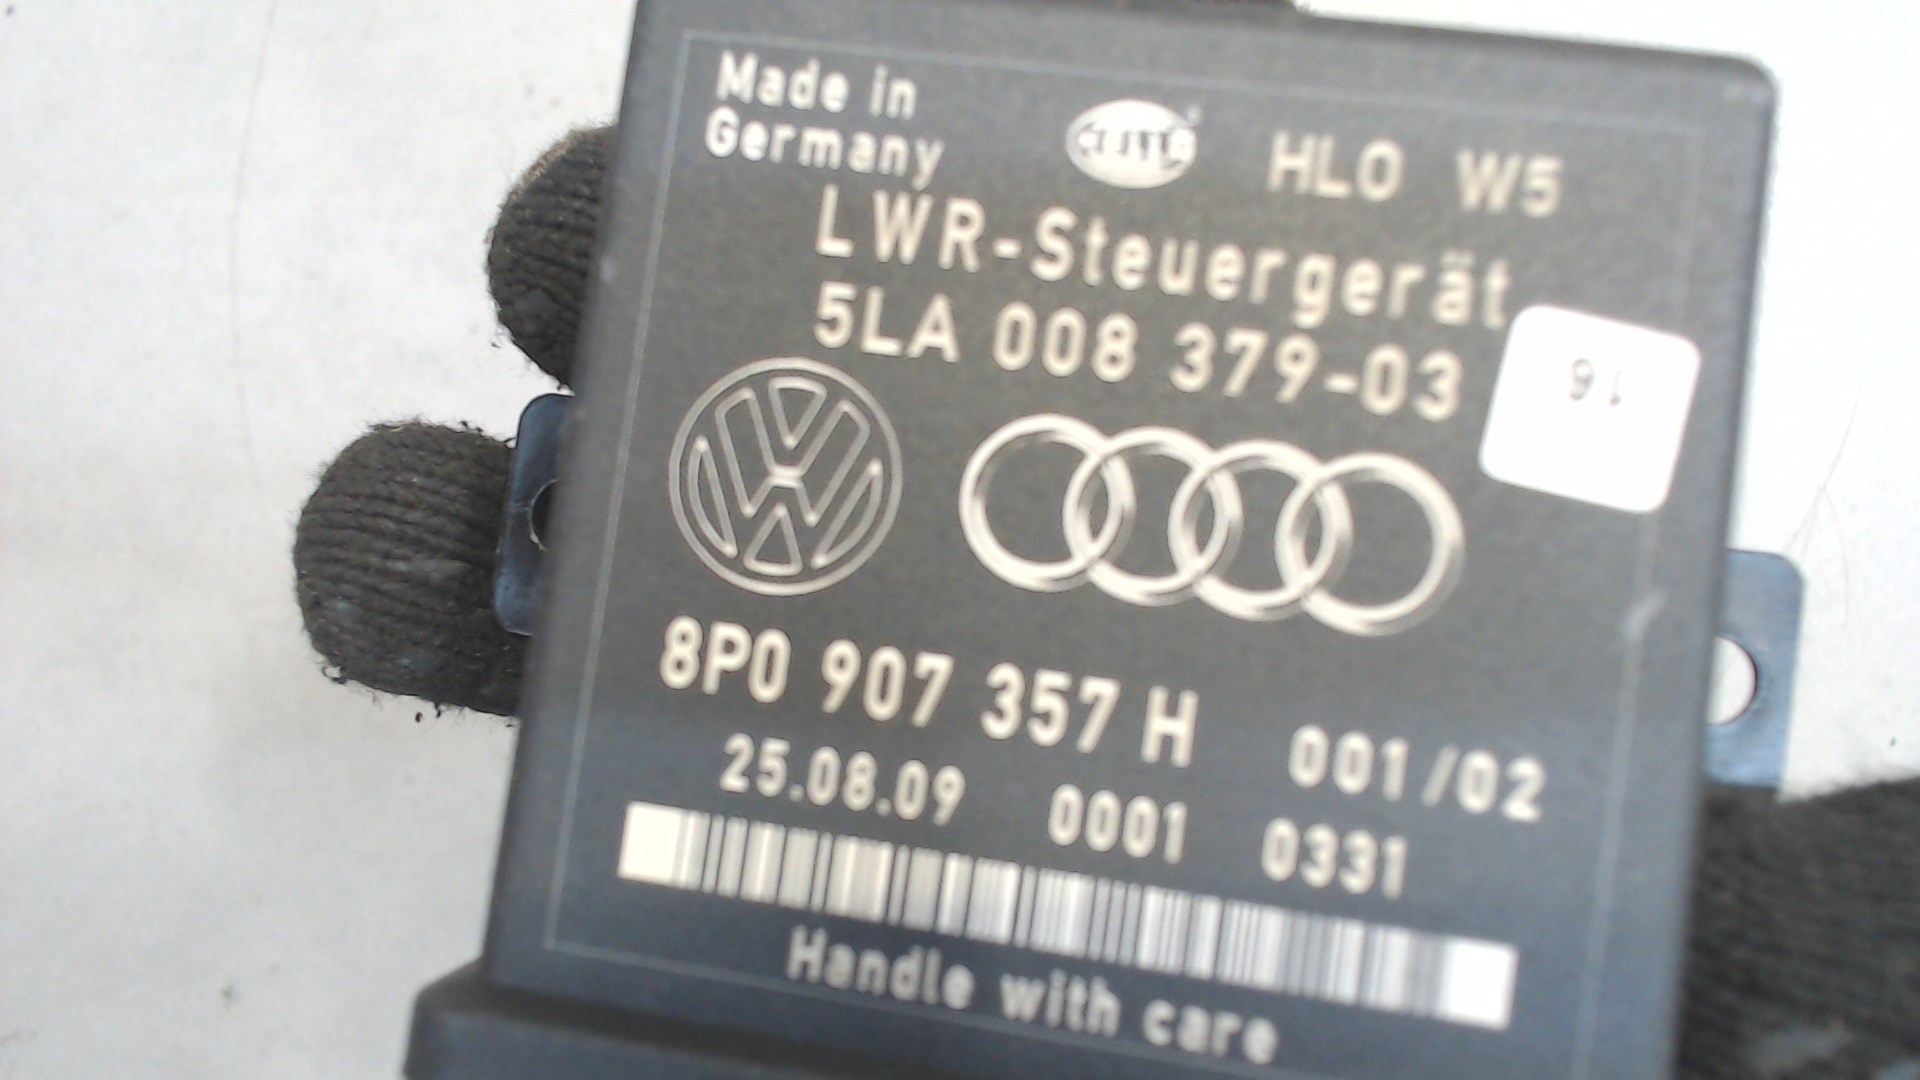 Made in
Germany
HLO W5
LWR-Steuergerät
5LA 008 379-03
8P0 907 357 H 001/02
25.08.09 0001 0331
Handle with care